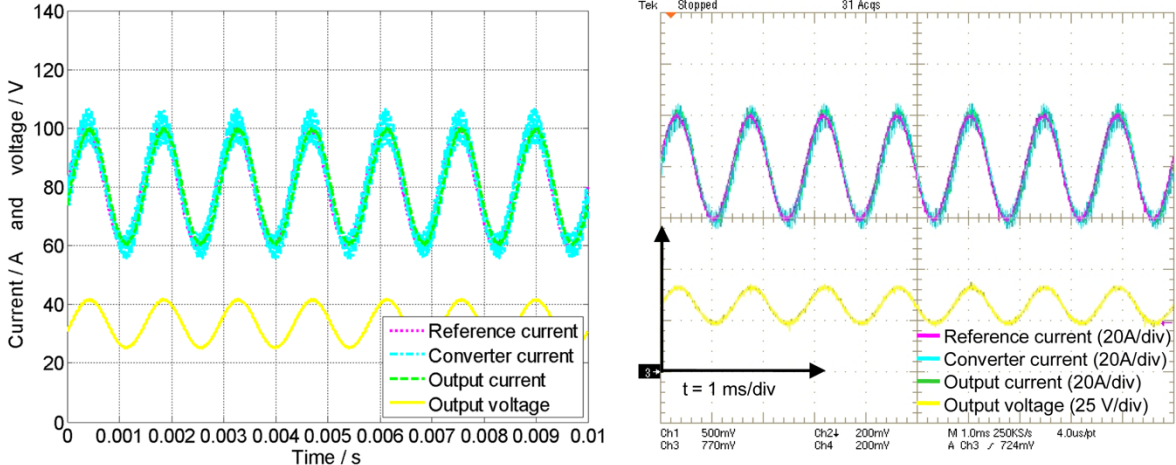 140
120
100
80
60
40
20
0
Current / A and voltage / V
Reference current
Converter current
Output current
Output voltage
0 0.001 0.002 0.003 0.004 0.005 0.006 0.007 0.008 0.009 0.01
Time / s
Tek Stopped 31 Acqs
3
t = 1 ms/div
Reference current (20A/div)
Converter current (20A/div)
Output current (20A/div)
Output voltage (25 V/div)
Ch1 500mV Ch2 200mV M 1.0ms 250KS/s 4.0us/pt
Ch3 770mV Ch4 200mV A Ch3 724mV